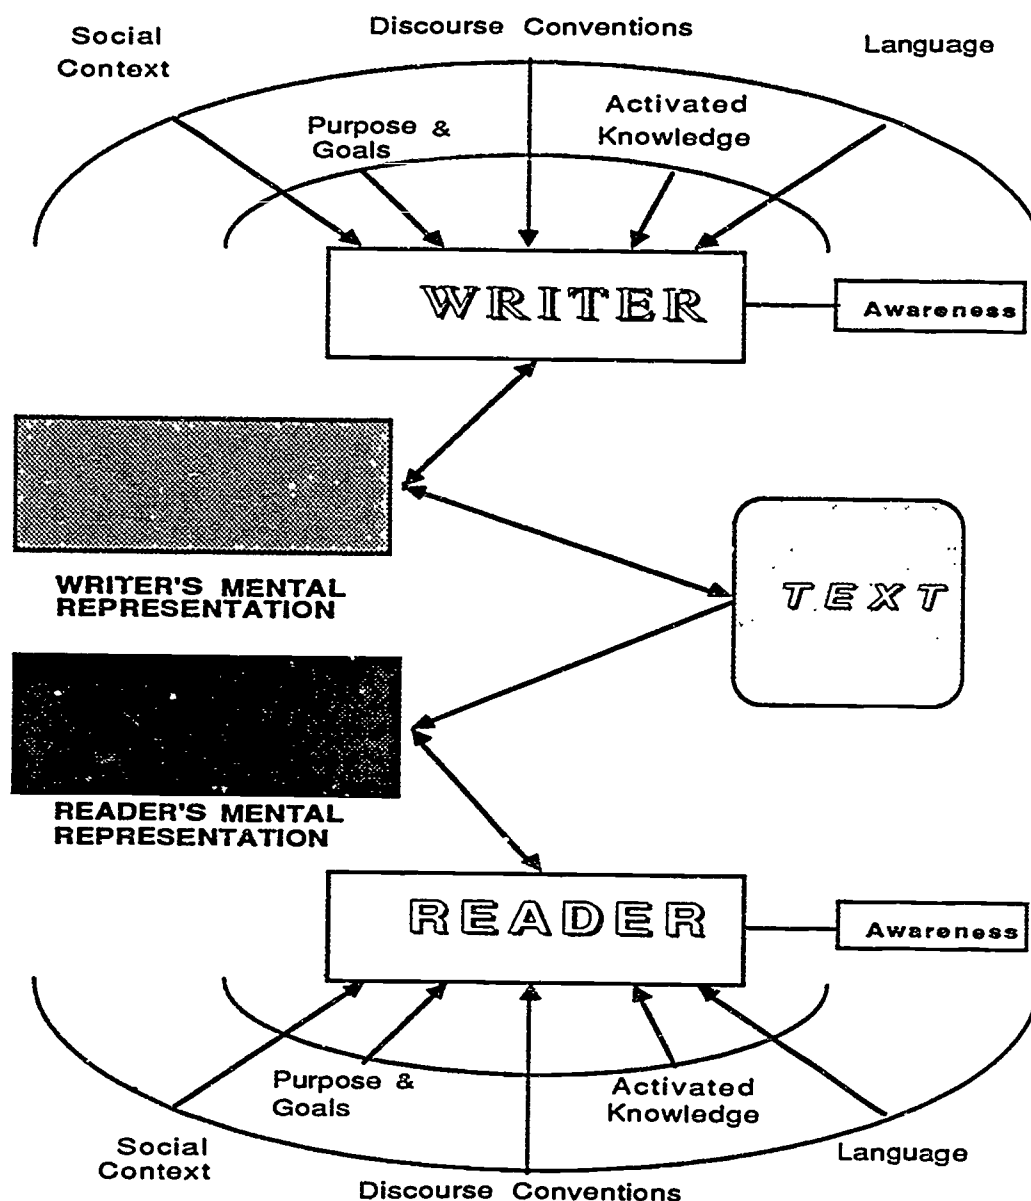 Social
Context
Discourse Conventions
Language
Purpose &
Goals
Activated
Knowledge
WRITER
Awareness
WRITER'S MENTAL
REPRESENTATION
TEXT
READER'S MENTAL
REPRESENTATION
READER
Awareness
Purpose &
Goals
Activated
Knowledge
Social
Context
Language
Discourse Conventions